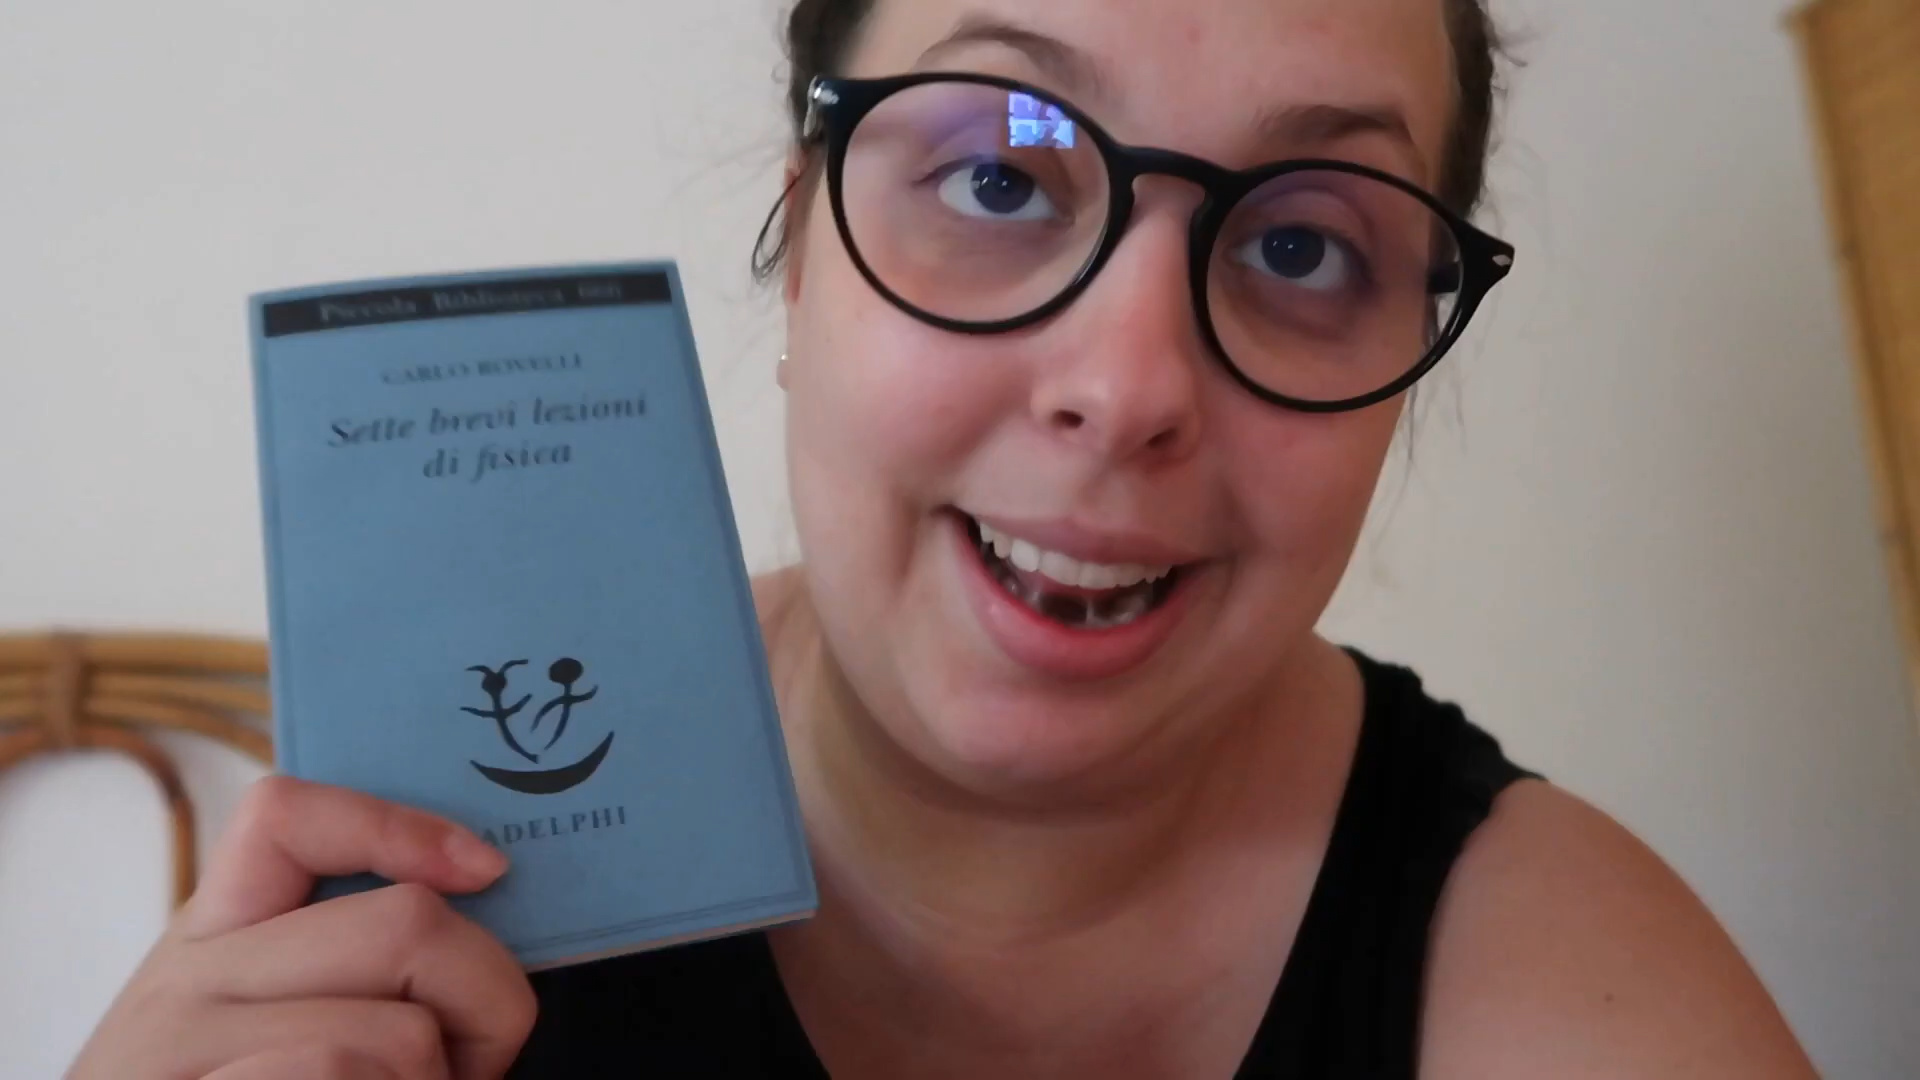 Piccola Biblioteca
CARLO ROVELLI
Sette brevi lezioni
di fisica
ADELPHI